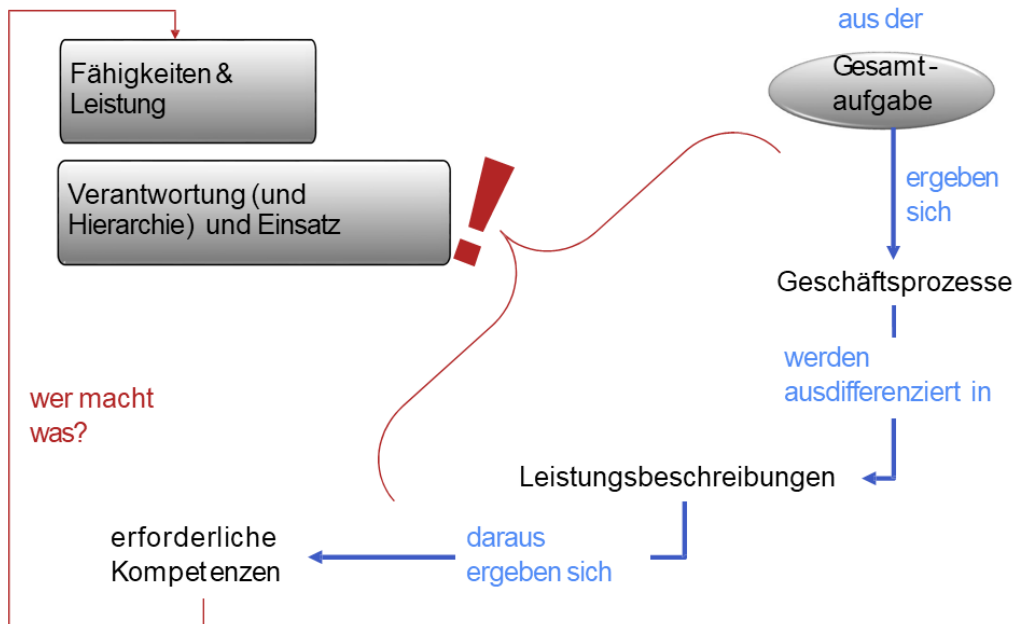 aus der
Gesamt-
aufgabe
Fähigkeiten &
Leistung
Verantwortung (und
Hierarchie) und Einsatz
!
ergeben
sich
Geschäftsprozesse
werden
ausdifferenziert in
wer macht
was?
Leistungsbeschreibungen
daraus
ergeben sich
erforderliche
Kompetenzen